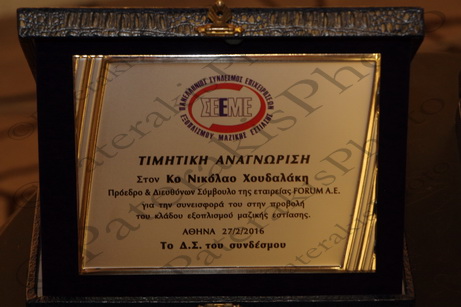 ΠΑΝΕΛΛΗΝΙΟΣ ΣΥΝΔΕΣΜΟΣ ΕΠΙΧΕΙΡΗΣΕΩΝ
ΣΕΕΜΕ
ΕΞΟΠΛΙΣΜΟΥ ΜΑΖΙΚΗΣ ΕΣΤΙΑΣΗΣ
ΤΙΜΗΤΙΚΗ ΑΝΑΓΝΩΡΙΣΗ
Στον Κο Νικόλαο Χουδαλάκη
Πρόεδρο & Διευθύνων Σύμβουλο της εταιρείας FORUM A.E.
για την συνεισφορά του στην προβολή
του κλάδου εξοπλισμού μαζικής εστίασης.
ΑΘΗΝΑ 27/2/2016
Το Δ.Σ. του συνδέσμου